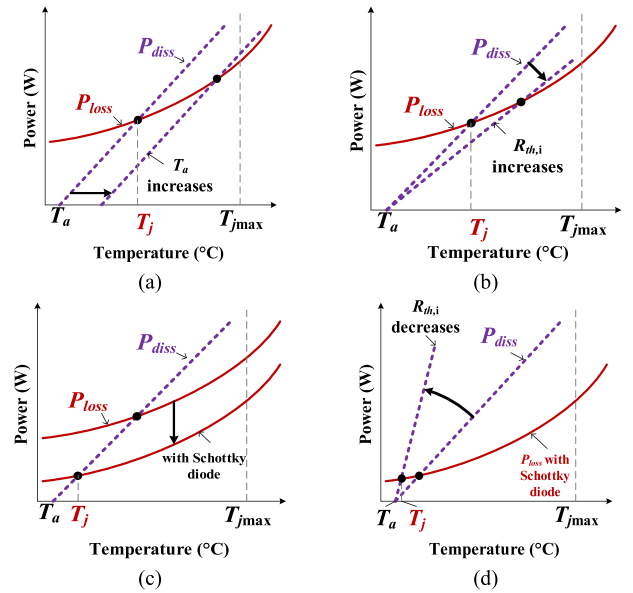 P_diss
P_loss
T_a
increases
Power (W)
T_a
T_j
T_jmax
Temperature (°C)
(a)
P_diss
P_loss
R_th,i
increases
Power (W)
T_a
T_j
T_jmax
Temperature (°C)
(b)
P_diss
P_loss
with Schottky
diode
Power (W)
T_a
T_j
T_jmax
Temperature (°C)
(c)
R_th,i
decreases
P_diss
P_loss with
Schottky
diode
Power (W)
T_a
T_j
T_jmax
Temperature (°C)
(d)